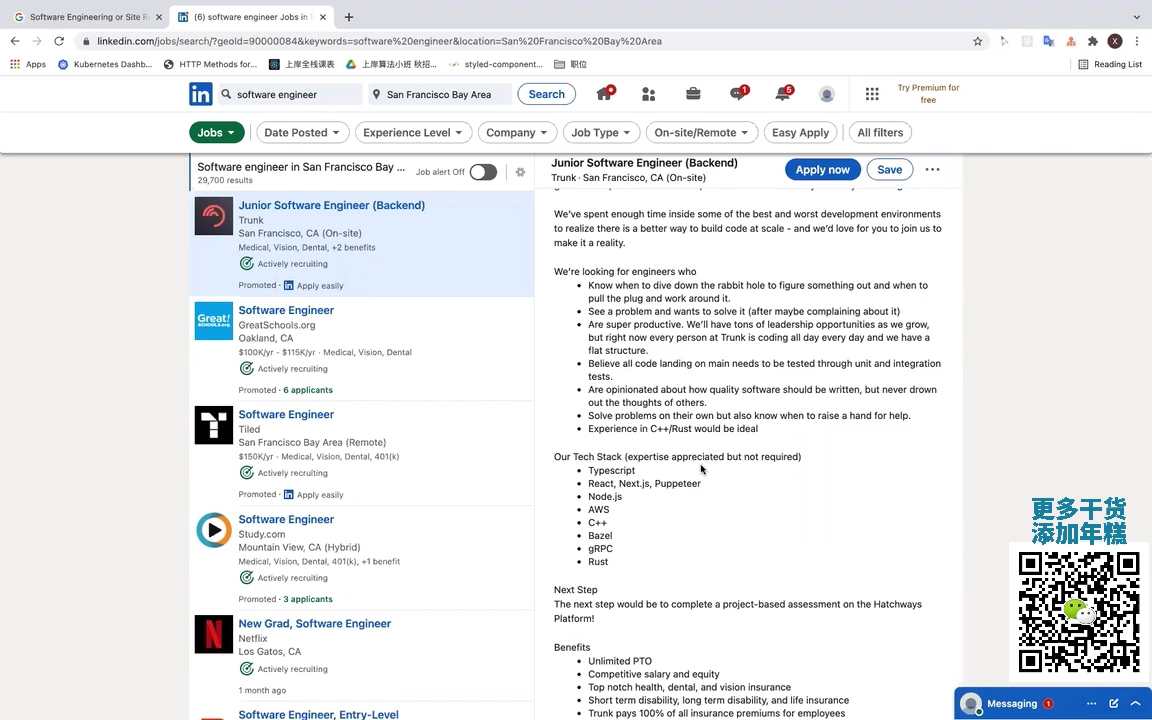 Software Engineering or Site R
(6) software engineer Jobs in S
linkedin.com/jobs/search/?geoId=90000084&keywords=software%20engineer&location=San%20Francisco%20Bay%20Area
Apps
Kubernetes Dashb...
HTTP Methods for...
上岸全栈课表
上岸算法小班 秋招...
styled-component...
职位
Reading List
in
software engineer
San Francisco Bay Area
Search
1
5
Try Premium for
free
Jobs
Date Posted
Experience Level
Company
Job Type
On-site/Remote
Easy Apply
All filters
Software engineer in San Francisco Bay ...
29,700 results
Job alert Off
Junior Software Engineer (Backend)
Trunk
San Francisco, CA (On-site)
Medical, Vision, Dental, +2 benefits
Actively recruiting
Promoted · in Apply easily
Great!
SCHOOLS.org
Software Engineer
GreatSchools.org
Oakland, CA
$100K/yr - $115K/yr · Medical, Vision, Dental
Actively recruiting
Promoted · 6 applicants
Software Engineer
Tiled
San Francisco Bay Area (Remote)
$150K/yr · Medical, Vision, Dental, 401(k)
Actively recruiting
Promoted · in Apply easily
Software Engineer
Study.com
Mountain View, CA (Hybrid)
Medical, Vision, Dental, 401(k), +1 benefit
Actively recruiting
Promoted · 3 applicants
N
New Grad, Software Engineer
Netflix
Los Gatos, CA
Actively recruiting
1 month ago
Software Engineer, Entry-Level
Junior Software Engineer (Backend)
Trunk · San Francisco, CA (On-site)
Apply now
Save
We've spent enough time inside some of the best and worst development environments
to realize there is a better way to build code at scale - and we'd love for you to join us to
make it a reality.
We're looking for engineers who
Know when to dive down the rabbit hole to figure something out and when to
pull the plug and work around it.
See a problem and wants to solve it (after maybe complaining about it)
Are super productive. We'll have tons of leadership opportunities as we grow,
but right now every person at Trunk is coding all day every day and we have a
flat structure.
Believe all code landing on main needs to be tested through unit and integration
tests.
Are opinionated about how quality software should be written, but never drown
out the thoughts of others.
Solve problems on their own but also know when to raise a hand for help.
Experience in C++/Rust would be ideal
Our Tech Stack (expertise appreciated but not required)
Typescript
React, Next.js, Puppeteer
Node.js
AWS
C++
Bazel
gRPC
Rust
Next Step
The next step would be to complete a project-based assessment on the Hatchways
Platform!
Benefits
Unlimited PTO
Competitive salary and equity
Top notch health, dental, and vision insurance
Short term disability, long term disability, and life insurance
Trunk pays 100% of all insurance premiums for employees
更多干货
添加年糕
Messaging 1